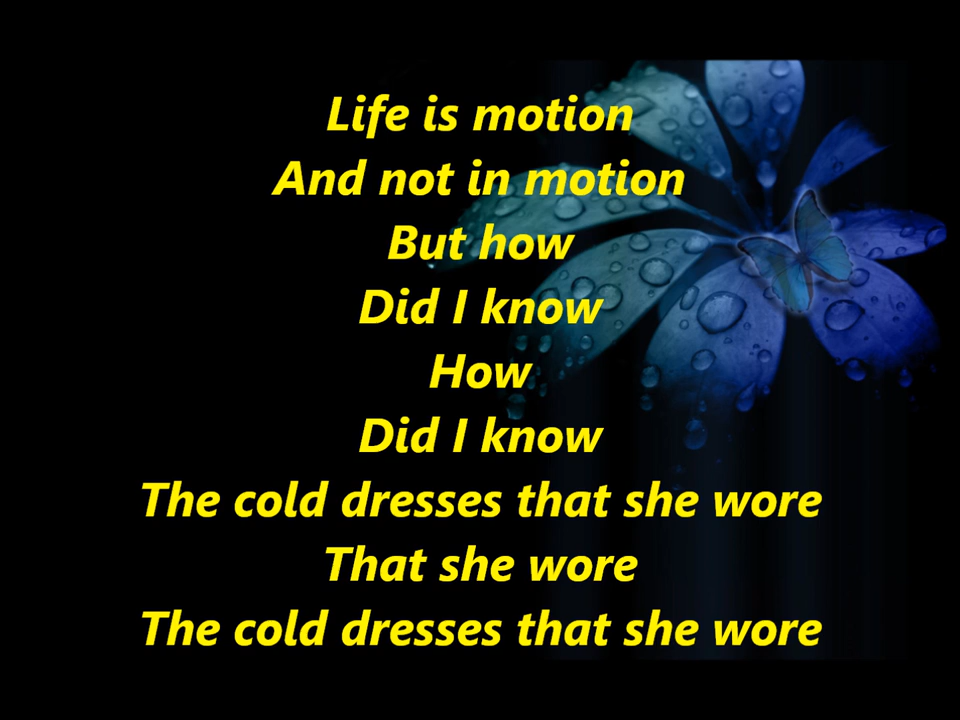 Life is motion
And not in motion
But how
Did I know
How
Did I know
The cold dresses that she wore
That she wore
The cold dresses that she wore